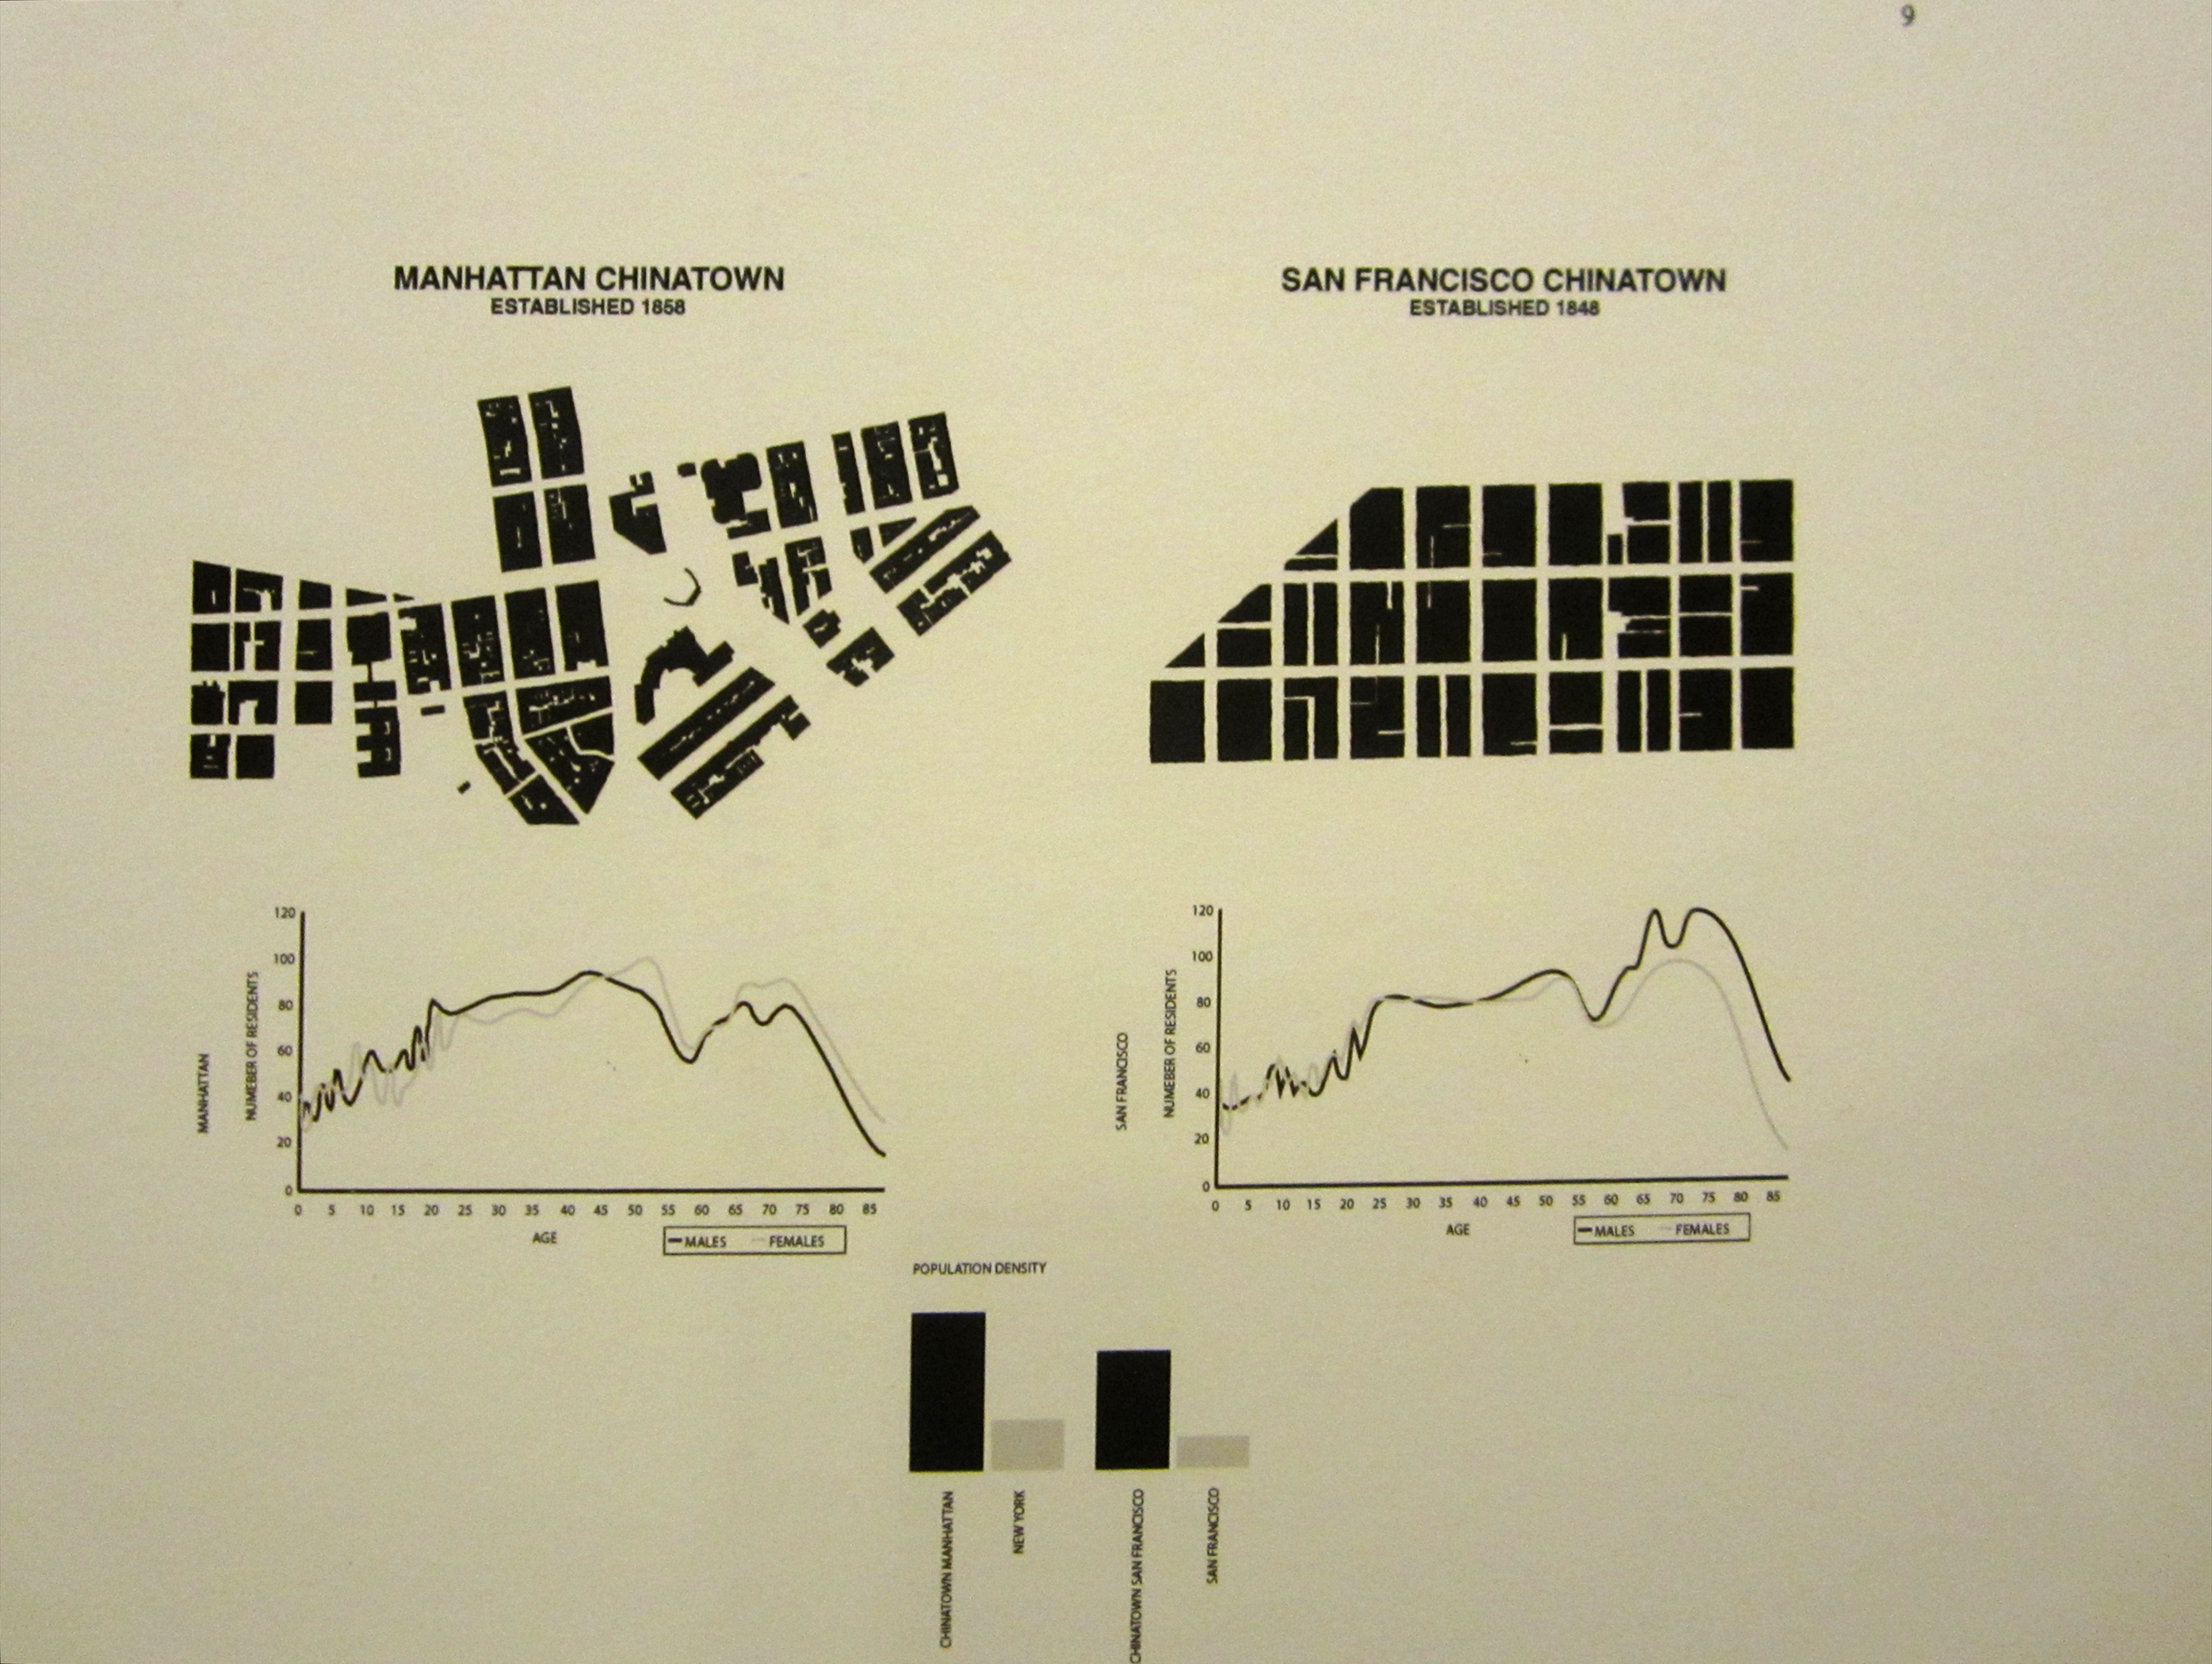 9
MANHATTAN CHINATOWN
ESTABLISHED 1858
SAN FRANCISCO CHINATOWN
ESTABLISHED 1848
MANHATTAN
NUMEBER OF RESIDENTS
120
100
80
60
40
20
0
0 5 10 15 20 25 30 35 40 45 50 55 60 65 70 75 80 85
AGE
MALES FEMALES
SAN FRANCISCO
NUMEBER OF RESIDENTS
120
100
80
60
40
20
0
0 5 10 15 20 25 30 35 40 45 50 55 60 65 70 75 80 85
AGE
MALES FEMALES
POPULATION DENSITY
CHINATOWN MANHATTAN
NEW YORK
CHINATOWN SAN FRANCISCO
SAN FRANCISCO